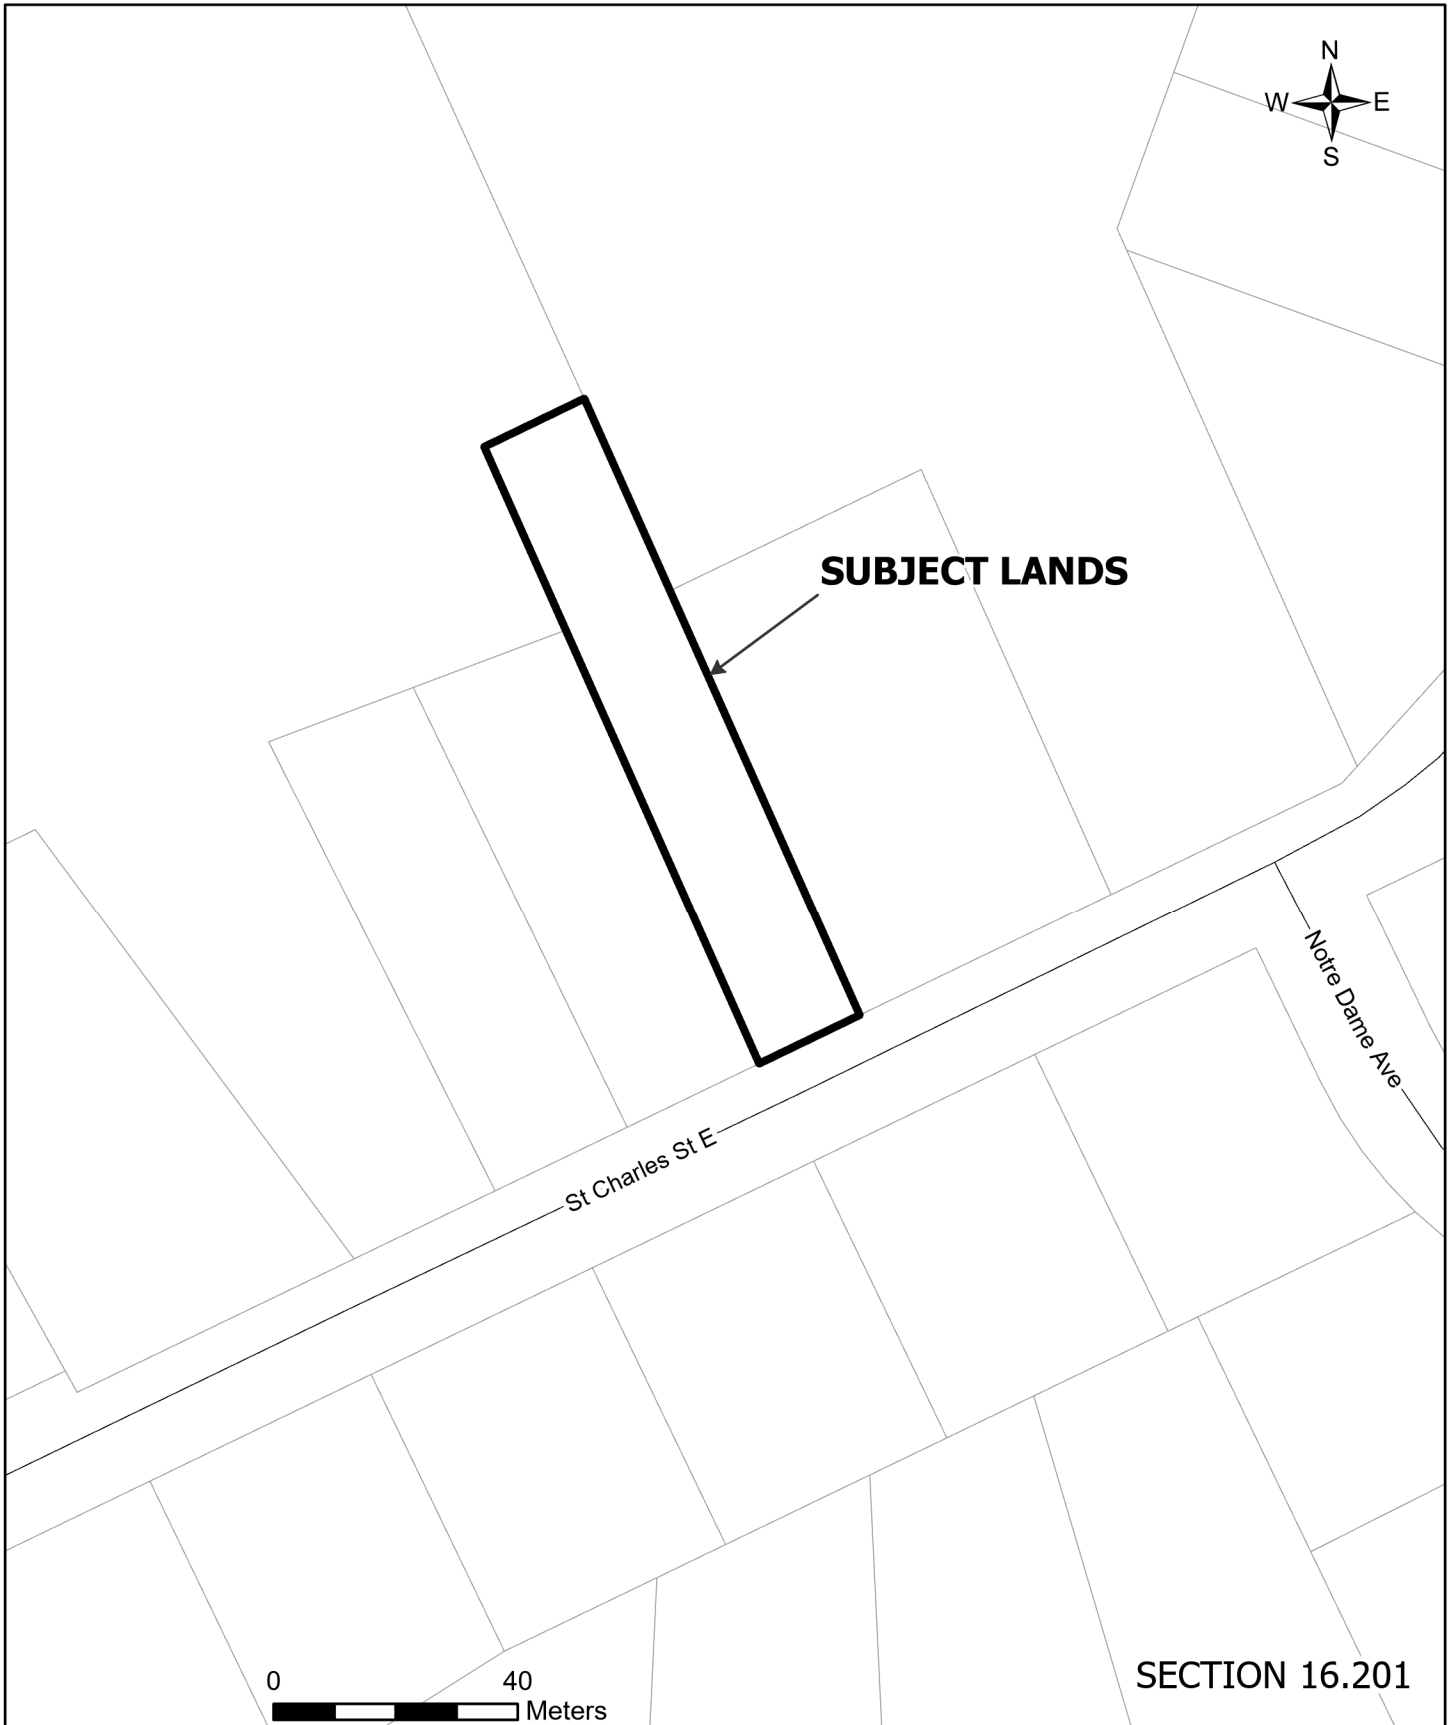 N
W E
S
SUBJECT LANDS
Notre Dame Ave
St Charles St E
SECTION 16.201
0 40
Meters